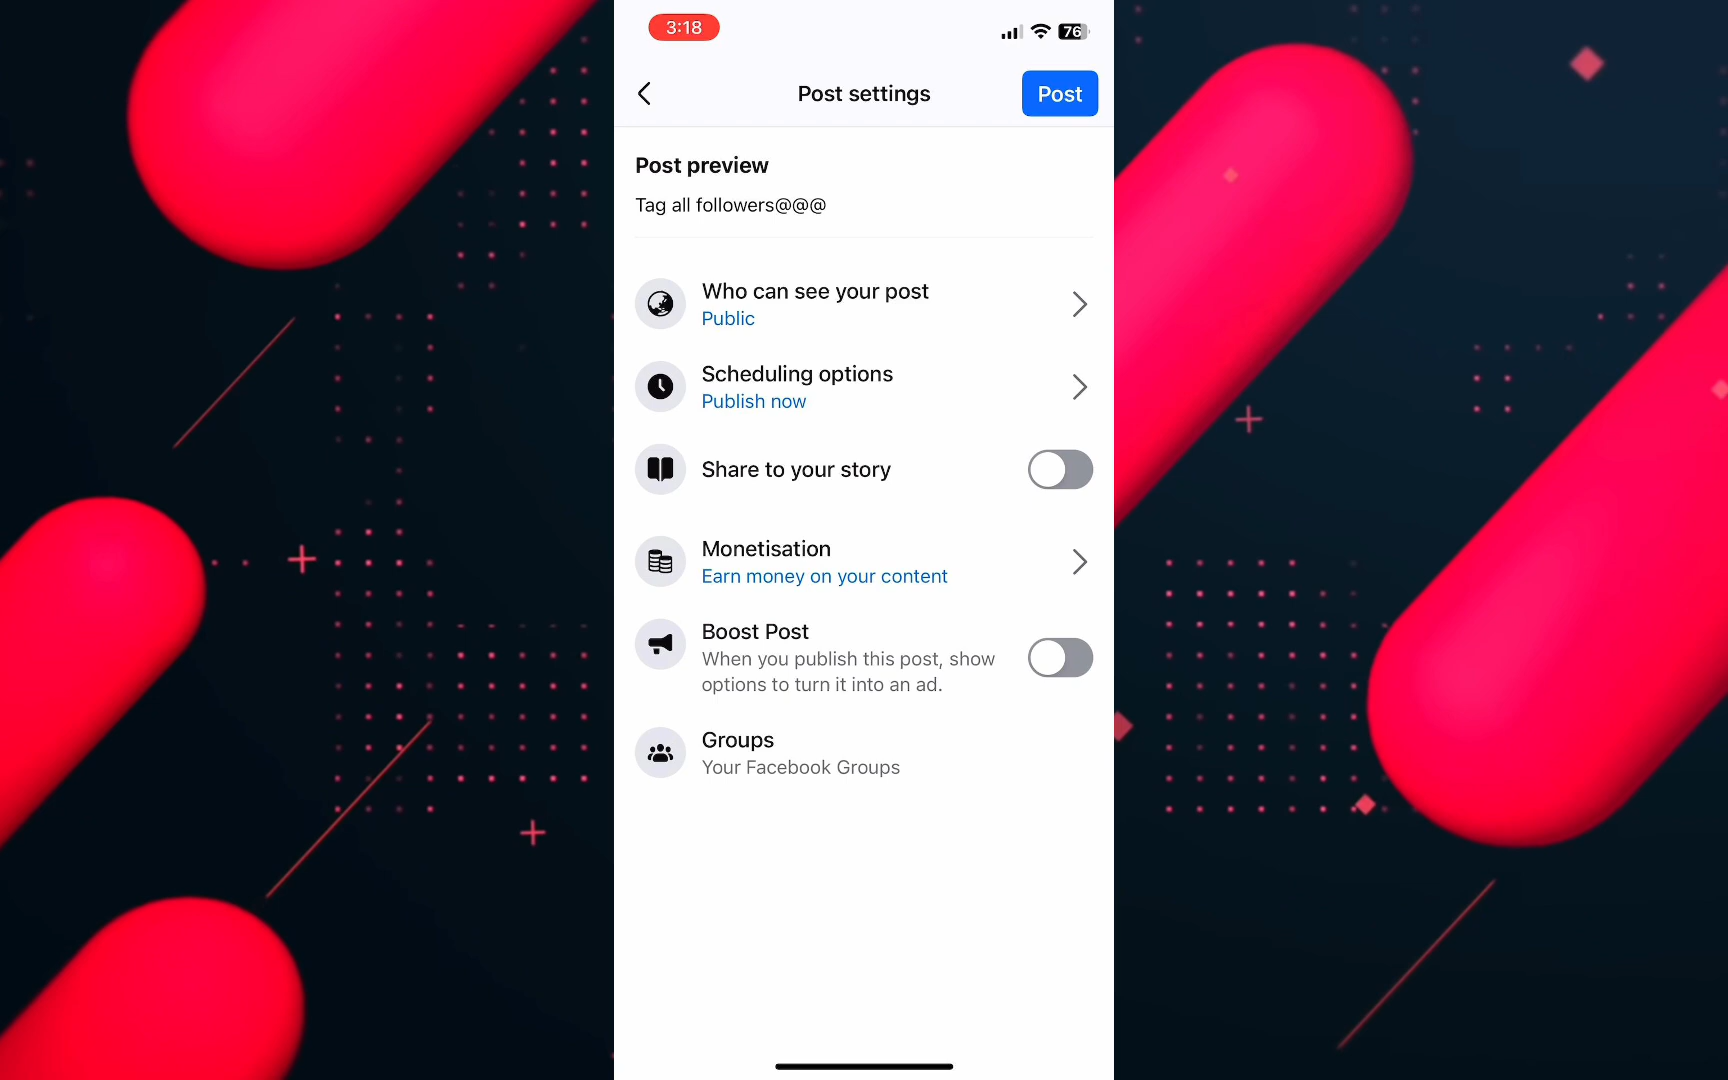 3:18
76
Post settings
Post
Post preview
Tag all followers@@@
Who can see your post
Public
Scheduling options
Publish now
Share to your story
Monetisation
Earn money on your content
Boost Post
When you publish this post, show
options to turn it into an ad.
Groups
Your Facebook Groups